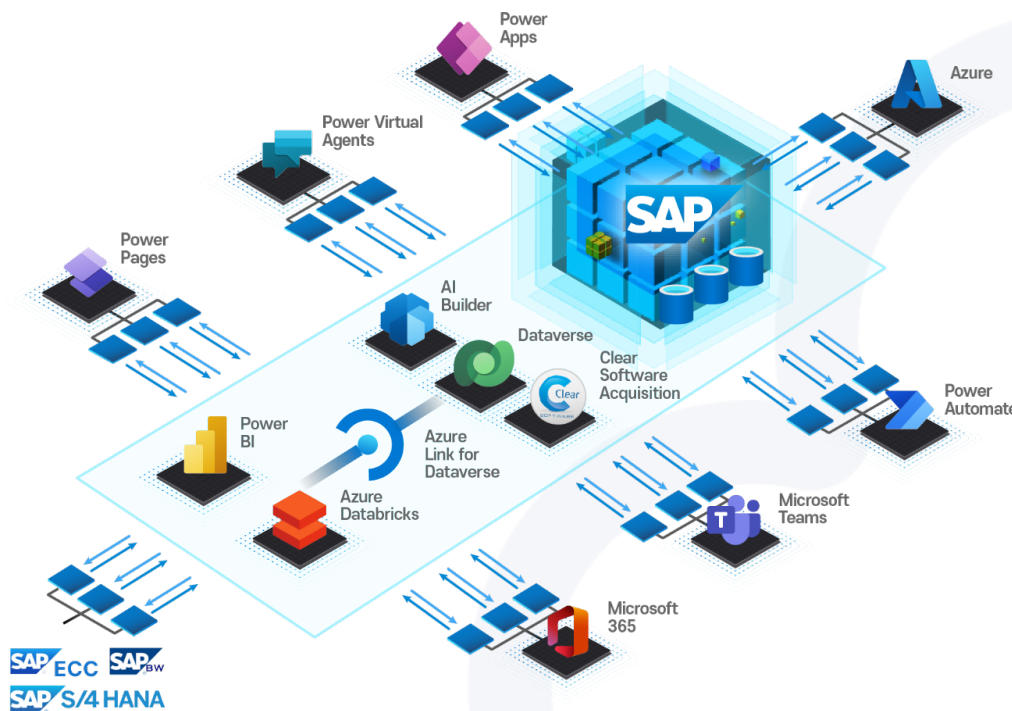 Power
Apps
Azure
Power Virtual
Agents
SAP
Power
Pages
AI
Builder
Dataverse
Clear
Software
Acquisition
Clear
SOFTWARE
Power
Automate
Power
BI
Azure
Link for
Dataverse
Azure
Databricks
T
Microsoft
Teams
Microsoft
365
SAP ECC
SAP BW
SAP S/4 HANA